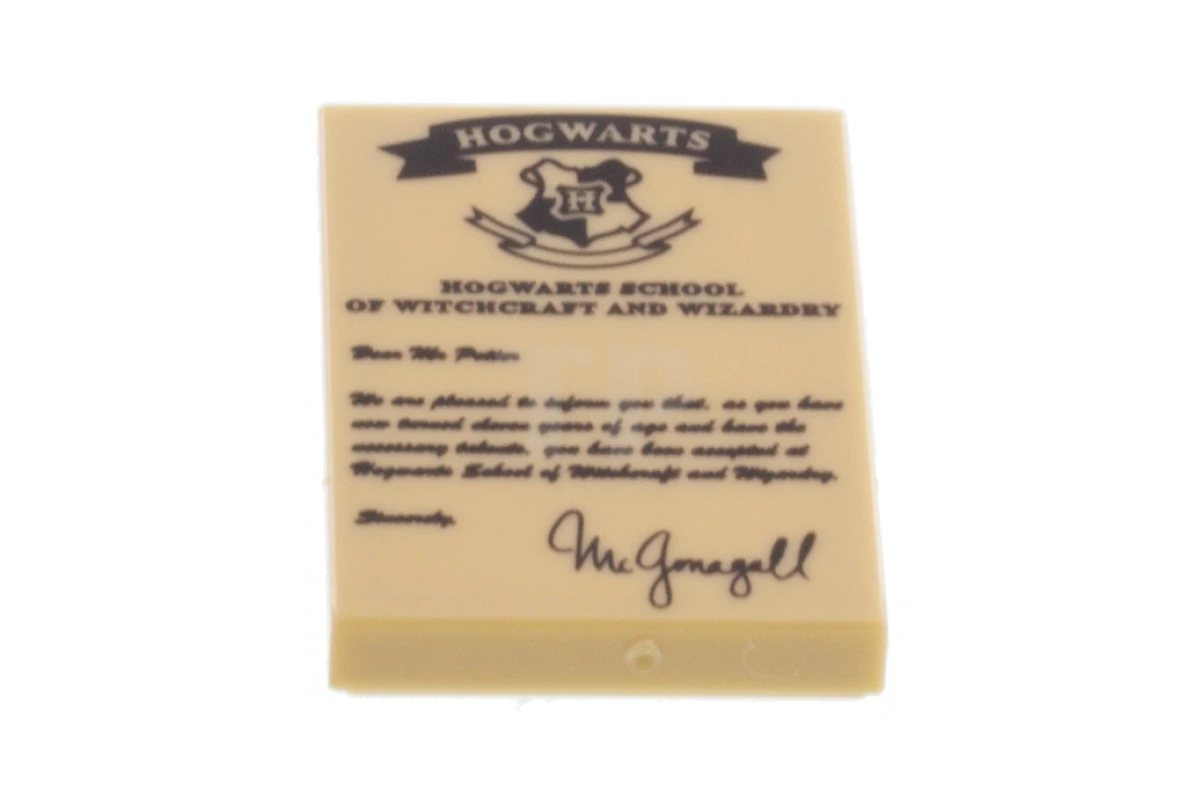 HOGWARTS
H
HOGWARTS SCHOOL
OF WITCHCRAFT AND WIZARDRY
Dear Mr Potter
We are pleased to inform you that, as you have
now turned eleven years of age and have the
necessary talents, you have been accepted at
Hogwarts School of Witchcraft and Wizardry.
Sincerely,
McGonagall